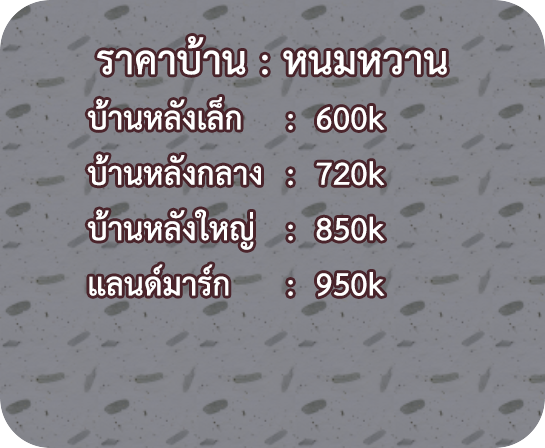 ราคาบ้าน : หนมหวาน
บ้านหลังเล็ก : 600k
บ้านหลังกลาง : 720k
บ้านหลังใหญ่ : 850k
แลนด์มาร์ก : 950k